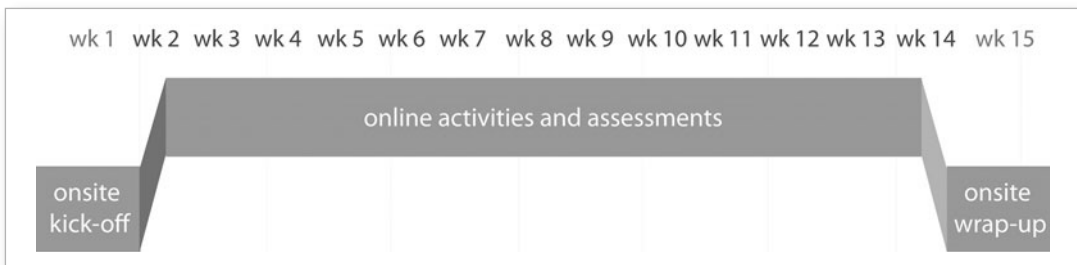 wk 1 wk 2 wk 3 wk 4 wk 5 wk 6 wk 7 wk 8 wk 9 wk 10 wk 11 wk 12 wk 13 wk 14 wk 15
online activities and assessments
onsite
kick-off
onsite
wrap-up